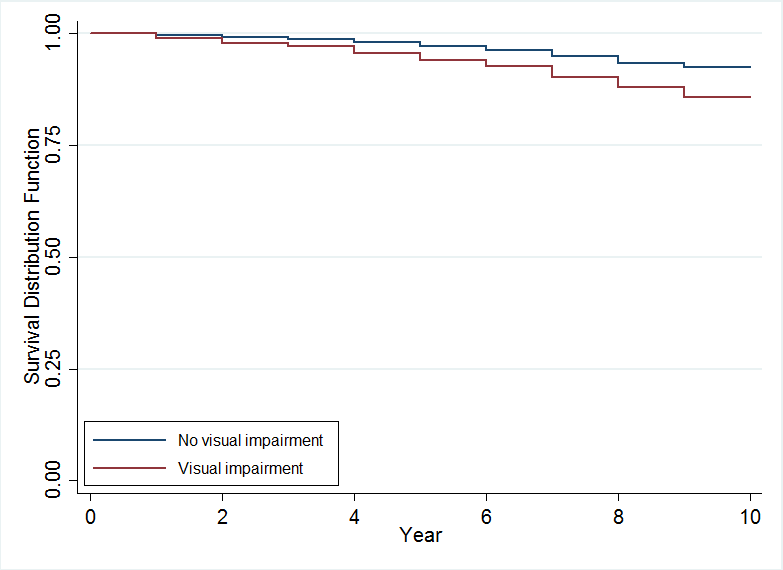 1.00
0.75
0.50
0.25
0.00
Survival Distribution Function
No visual impairment
Visual impairment
0 2 4 6 8 10
Year